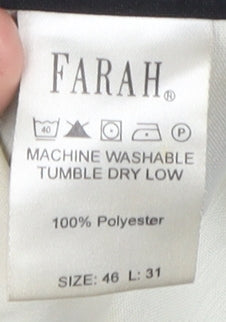 FARAH®
40 P
MACHINE WASHABLE
TUMBLE DRY LOW
100% Polyester
SIZE: 46 L: 31